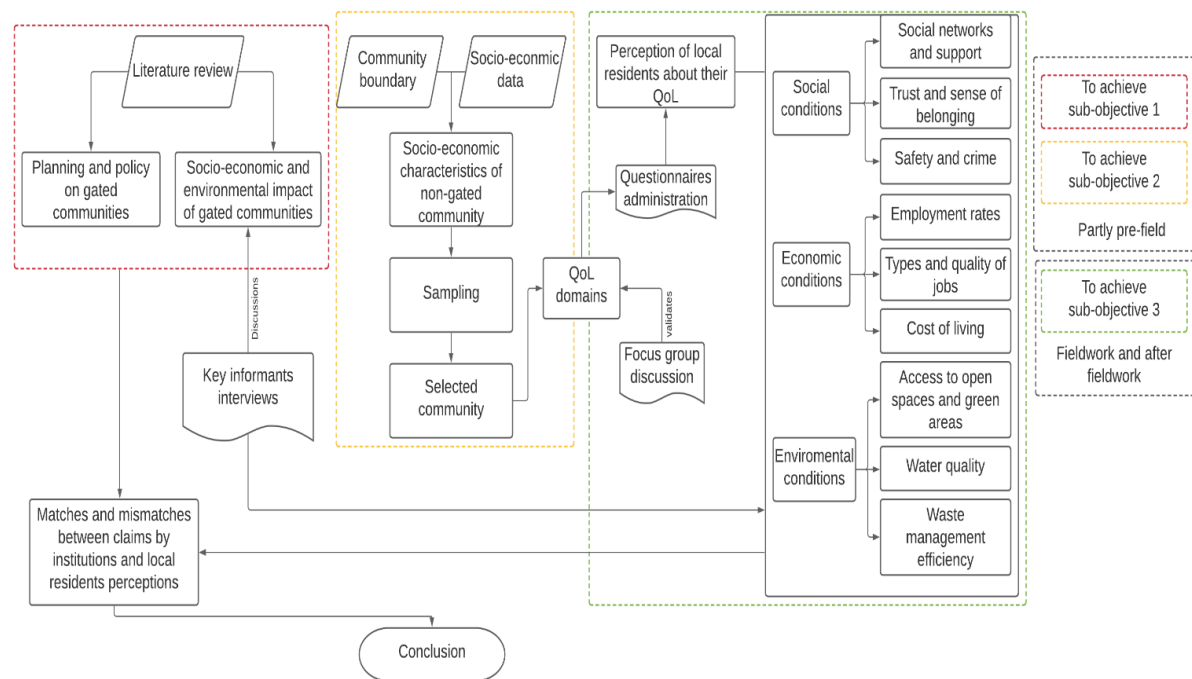 Literature review
Planning and policy
on gated
communities
Socio-economic and
environmental impact
of gated communities
Discussions
Key informants
interviews
Matches and mismatches
between claims by
institutions and local
residents perceptions
Conclusion
Community
boundary
Socio-econmic
data
Socio-economic
characteristics of
non-gated
community
Sampling
Selected
community
QoL
domains
Perception of local
residents about their
QoL
Questionnaires
administration
validates
Focus group
discussion
Social
conditions
Social networks
and support
Trust and sense of
belonging
Safety and crime
Economic
conditions
Employment rates
Types and quality of
jobs
Cost of living
Enviromental
conditions
Access to open
spaces and green
areas
Water quality
Waste
management
efficiency
To achieve
sub-objective 1
To achieve
sub-objective 2
Partly pre-field
To achieve
sub-objective 3
Fieldwork and after
fieldwork